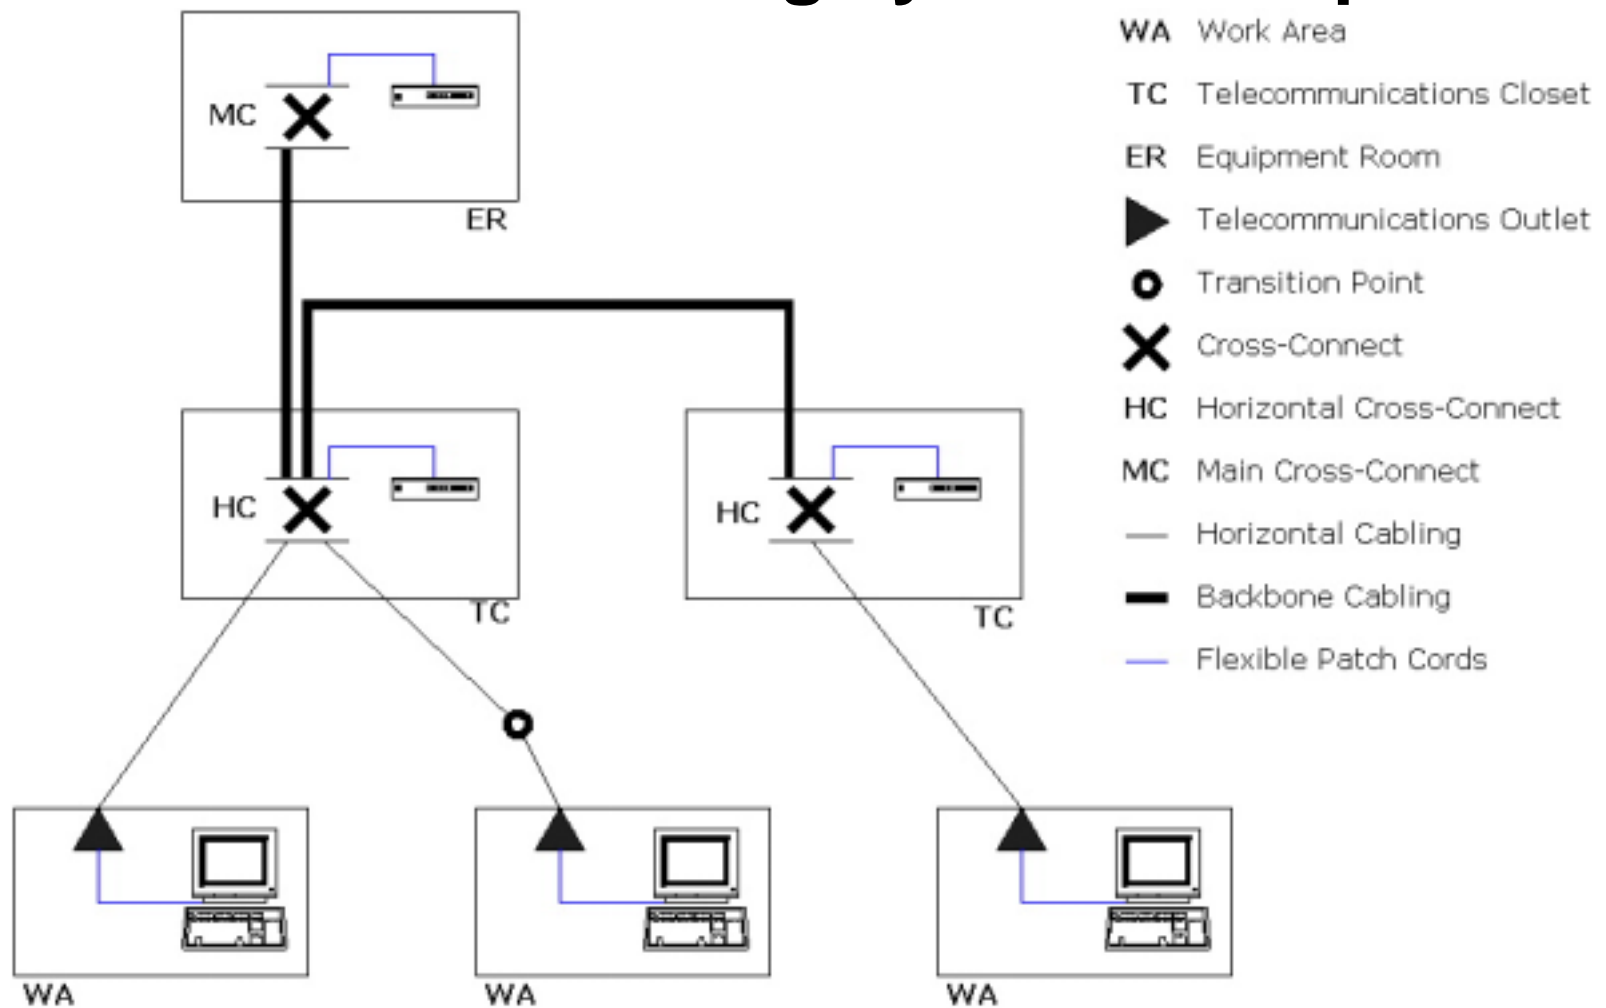 WA Work Area
TC Telecommunications Closet
ER Equipment Room
Telecommunications Outlet
Transition Point
Cross-Connect
HC Horizontal Cross-Connect
MC Main Cross-Connect
Horizontal Cabling
Backbone Cabling
Flexible Patch Cords
MC
ER
HC
TC
HC
TC
WA
WA
WA